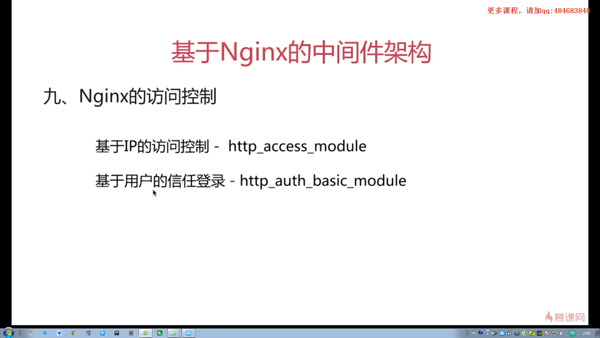 更多课程，请加qq:484683840
基于Nginx的中间件架构
九、Nginx的访问控制
基于IP的访问控制 - http_access_module
基于用户的信任登录 - http_auth_basic_module
慕课网